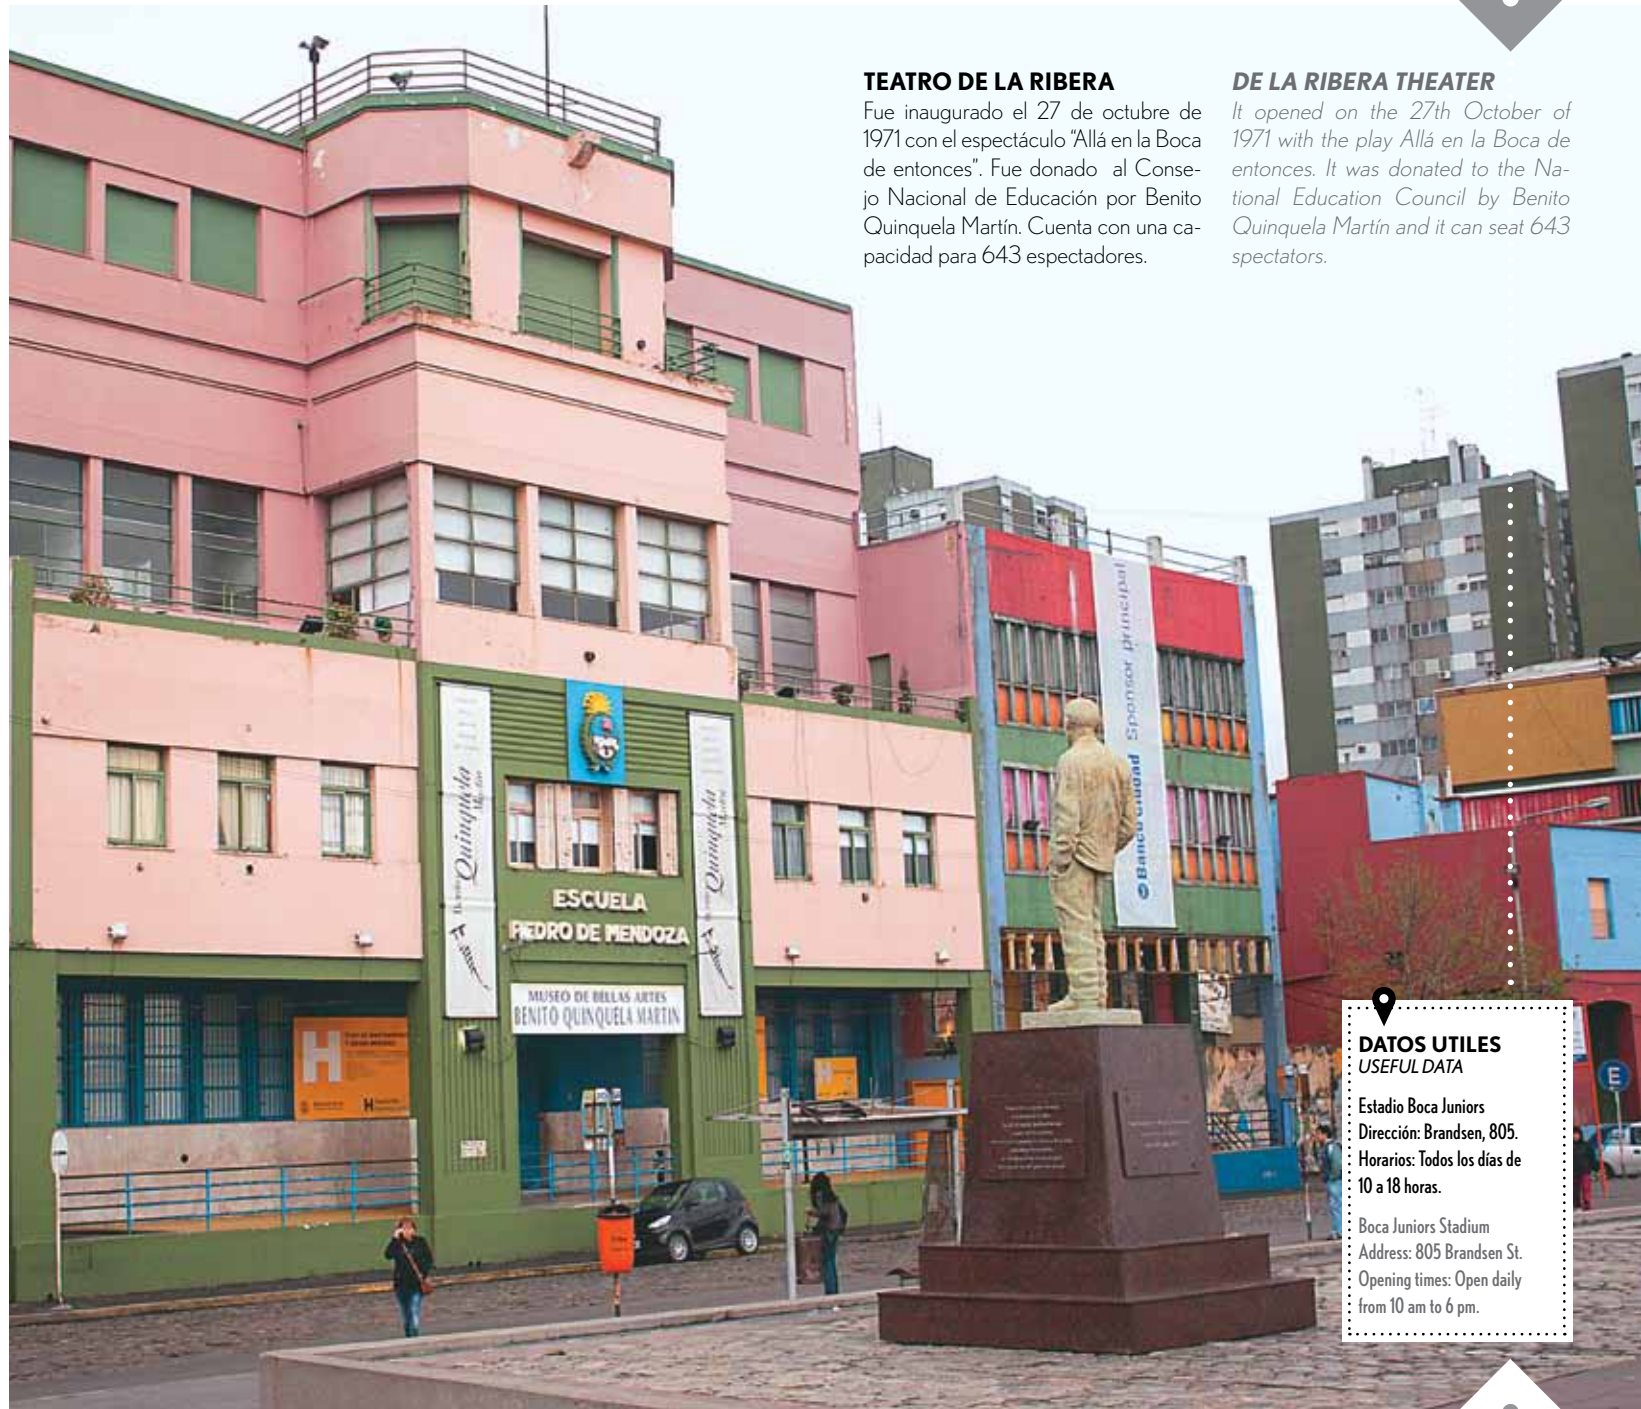 TEATRO DE LA RIBERA
Fue inaugurado el 27 de octubre de
1971 con el espectáculo “Allá en la Boca
de entonces”. Fue donado al Conse-
jo Nacional de Educación por Benito
Quinquela Martín. Cuenta con una ca-
pacidad para 643 espectadores.
DE LA RIBERA THEATER
It opened on the 27th October of
1971 with the play Allá en la Boca de
entonces. It was donated to the Na-
tional Education Council by Benito
Quinquela Martín and it can seat 643
spectators.
Benito Quinquela
Martín
Quinquela
ESCUELA
PEDRO DE MENDOZA
MUSEO DE BELLAS ARTES
BENITO QUINQUELA MARTIN
Banco Ciudad Sponsor principal
H
H
E
DATOS UTILES
USEFUL DATA
Estadio Boca Juniors
Dirección: Brandsen, 805.
Horarios: Todos los días de
10 a 18 horas.
Boca Juniors Stadium
Address: 805 Brandsen St.
Opening times: Open daily
from 10 am to 6 pm.